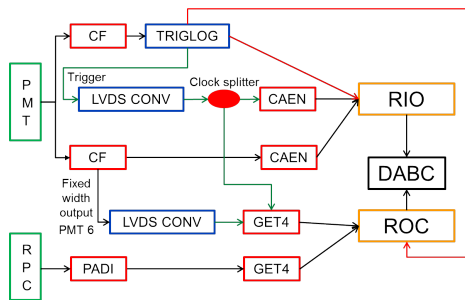 CF
TRIGLOG
P
M
T
Trigger
Clock splitter
LVDS CONV
CAEN
RIO
CF
CAEN
DABC
Fixed
width
output
PMT 6
LVDS CONV
GET4
ROC
R
P
C
PADI
GET4